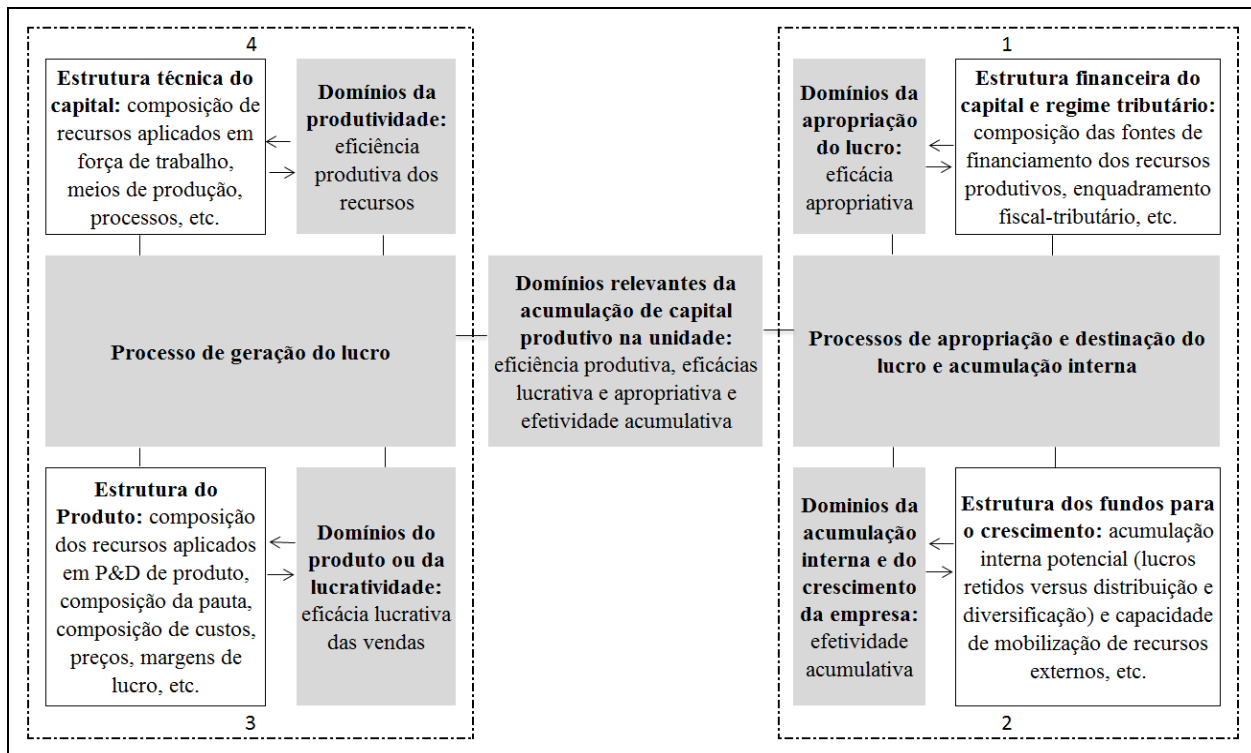 4
Estrutura técnica do
capital: composição de
recursos aplicados em
força de trabalho,
meios de produção,
processos, etc.
Domínios da
produtividade:
eficiência
produtiva dos
recursos
1
Domínios da
apropriação
do lucro:
eficácia
apropriativa
Estrutura financeira do
capital e regime tributário:
composição das fontes de
financiamento dos recursos
produtivos, enquadramento
fiscal-tributário, etc.
Processo de geração do lucro
Domínios relevantes da
acumulação de capital
produtivo na unidade:
eficiência produtiva, eficácias
lucrativa e apropriativa e
efetividade acumulativa
Processos de apropriação e destinação do
lucro e acumulação interna
Estrutura do
Produto: composição
dos recursos aplicados
em P&D de produto,
composição da pauta,
composição de custos,
preços, margens de
lucro, etc.
Domínios do
produto ou da
lucratividade:
eficácia lucrativa
das vendas
3
Dominios da
acumulação
interna e do
crescimento
da empresa:
efetividade
acumulativa
Estrutura dos fundos para
o crescimento: acumulação
interna potencial (lucros
retidos versus distribuição e
diversificação) e capacidade
de mobilização de recursos
externos, etc.
2